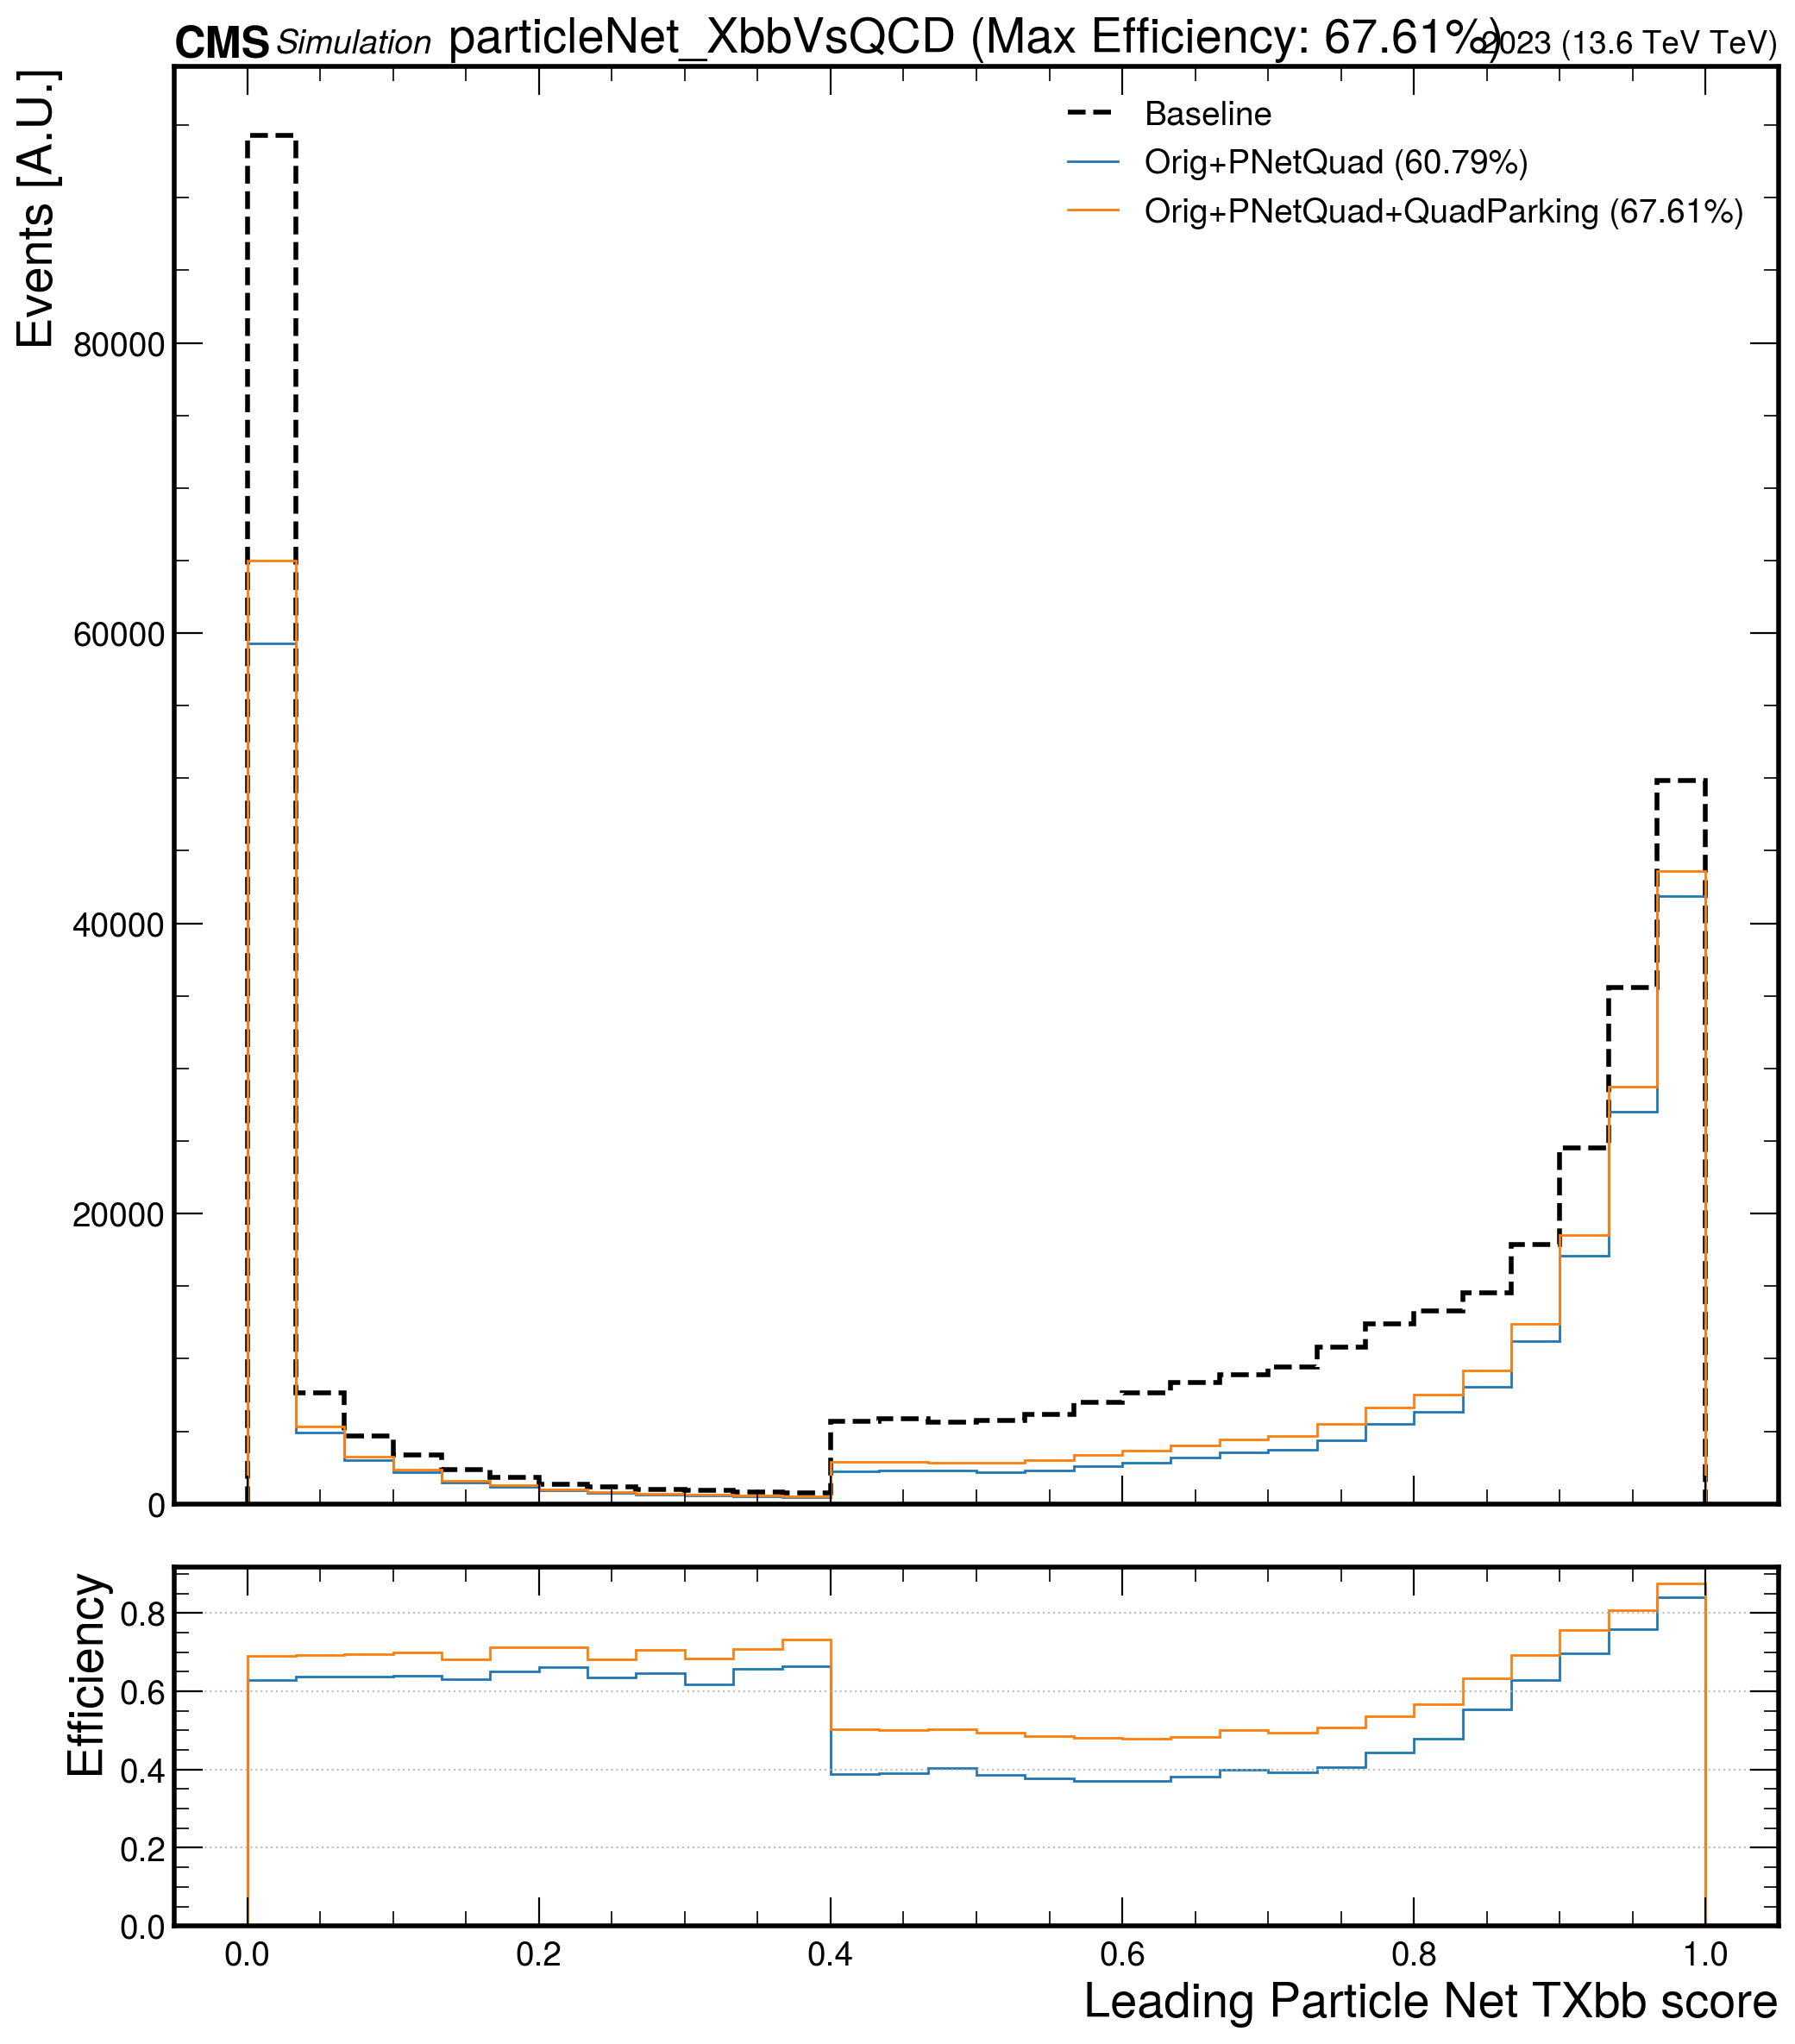 CMS Simulation particleNet_XbbVsQCD (Max Efficiency: 67.61%) 2023 (13.6 TeV TeV)
Events [A.U.]
Baseline
Orig+PNetQuad (60.79%)
Orig+PNetQuad+QuadParking (67.61%)
80000
60000
40000
20000
0
Efficiency
0.8
0.6
0.4
0.2
0.0
0.0 0.2 0.4 0.6 0.8 1.0
Leading Particle Net TXbb score